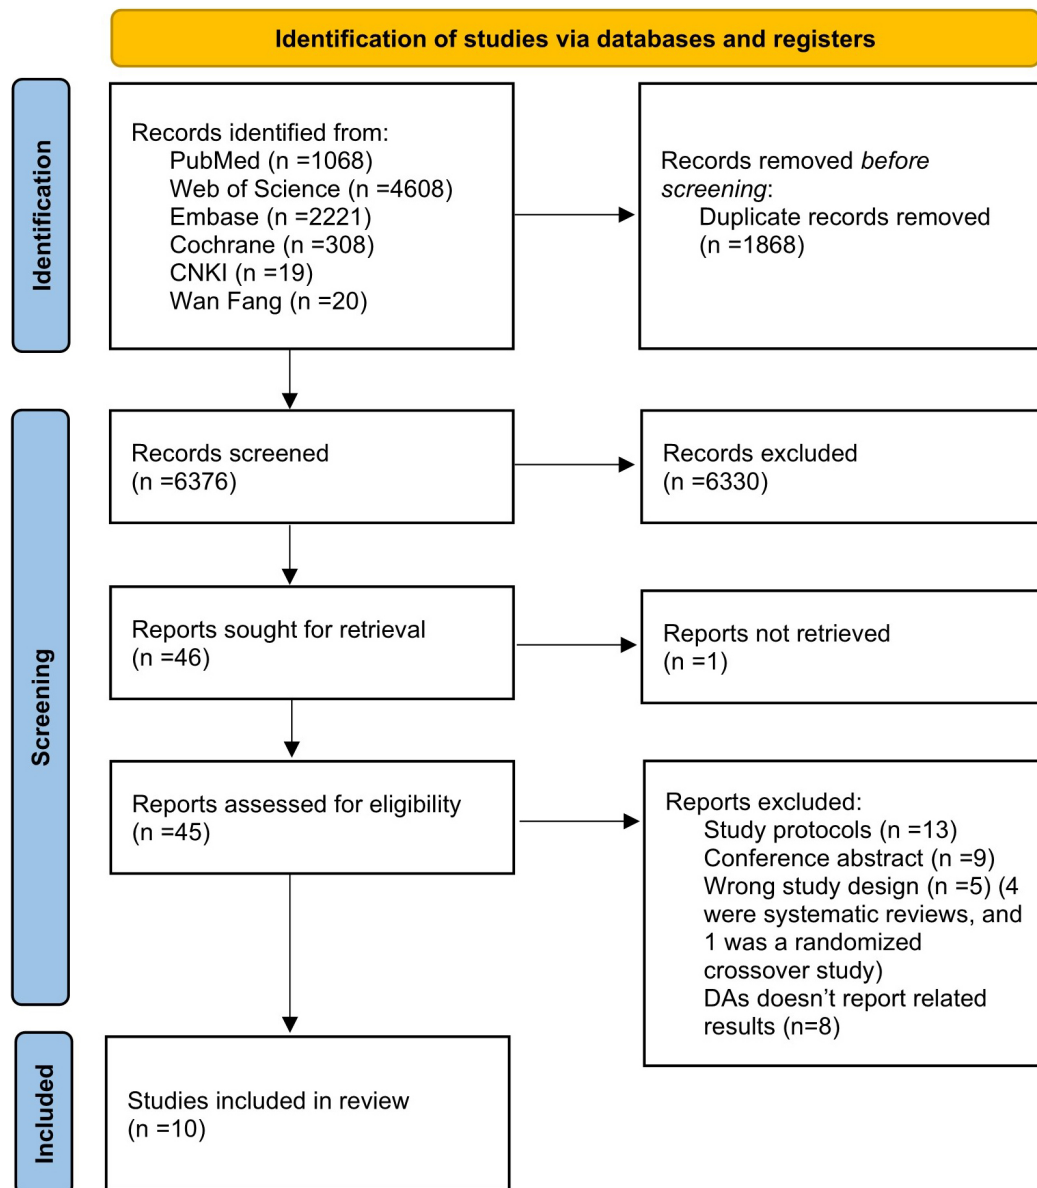 Identification of studies via databases and registers
Identification
Records identified from:
PubMed (n =1068)
Web of Science (n =4608)
Embase (n =2221)
Cochrane (n =308)
CNKI (n =19)
Wan Fang (n =20)
Records removed before
screening:
Duplicate records removed
(n =1868)
Screening
Records screened
(n =6376)
Records excluded
(n =6330)
Reports sought for retrieval
(n =46)
Reports not retrieved
(n =1)
Reports assessed for eligibility
(n =45)
Reports excluded:
Study protocols (n =13)
Conference abstract (n =9)
Wrong study design (n =5) (4
were systematic reviews, and
1 was a randomized
crossover study)
DAs doesn’t report related
results (n=8)
Included
Studies included in review
(n =10)